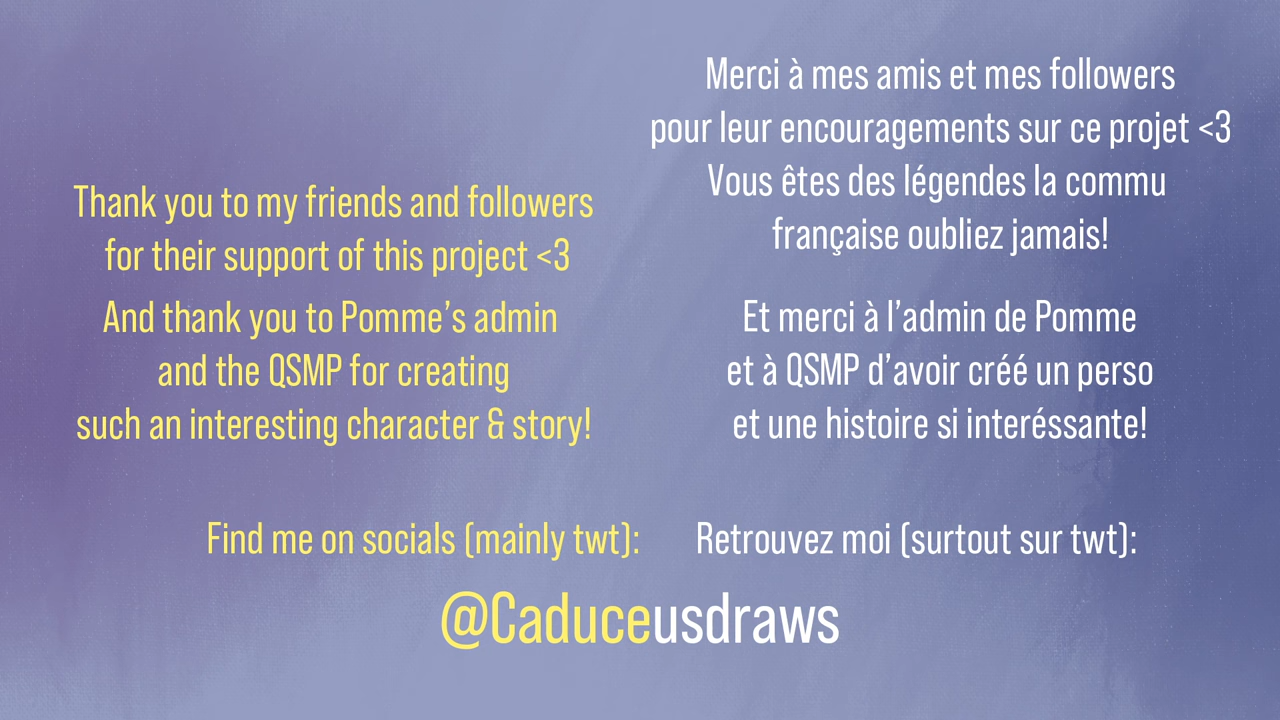 Thank you to my friends and followers
for their support of this project <3
And thank you to Pomme's admin
and the QSMP for creating
such an interesting character & story!
Merci à mes amis et mes followers
pour leur encouragements sur ce projet <3
Vous êtes des légendes la commu
française oubliez jamais!
Et merci à l'admin de Pomme
et à QSMP d'avoir créé un perso
et une histoire si interéssante!
Find me on socials (mainly twt):
Retrouvez moi (surtout sur twt):
@Caduceusdraws